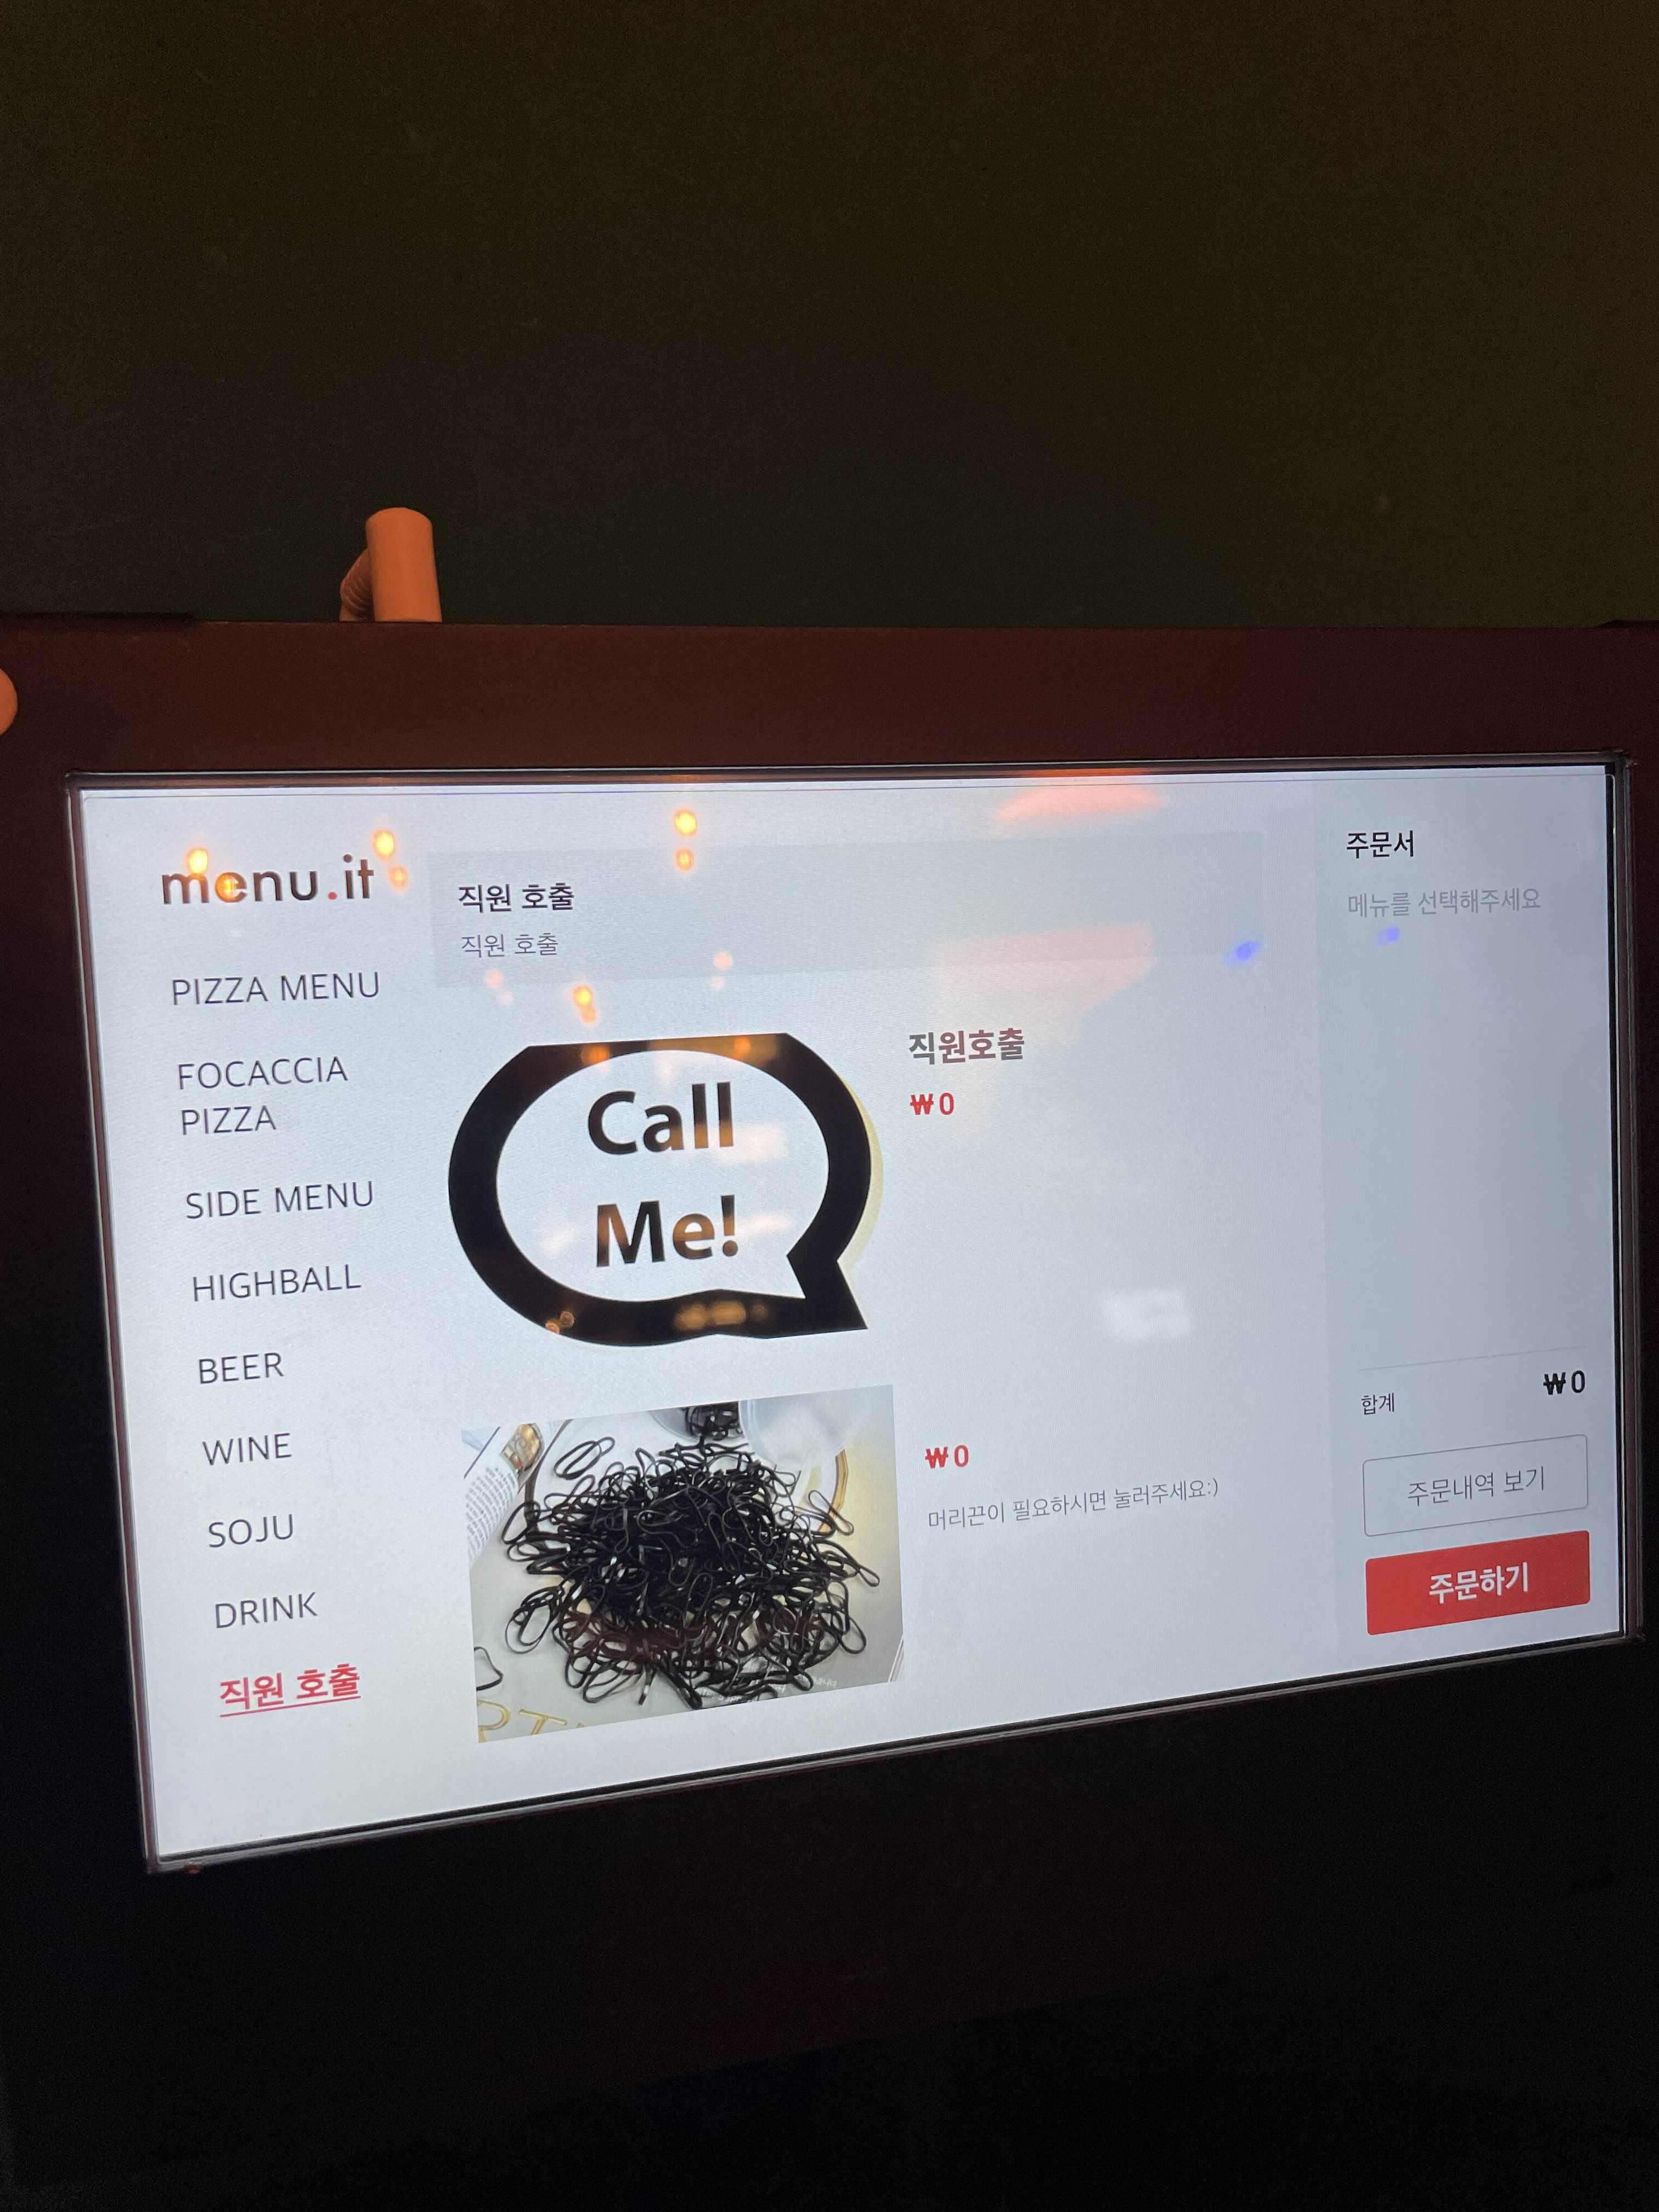 menu.it
PIZZA MENU
FOCACCIA
PIZZA
SIDE MENU
HIGHBALL
BEER
WINE
SOJU
DRINK
직원 호출
직원 호출
직원 호출
Call
Me!
직원호출
₩0
₩0
머리끈이 필요하시면 눌러주세요:)
주문서
메뉴를 선택해주세요
합계
₩0
주문내역 보기
주문하기